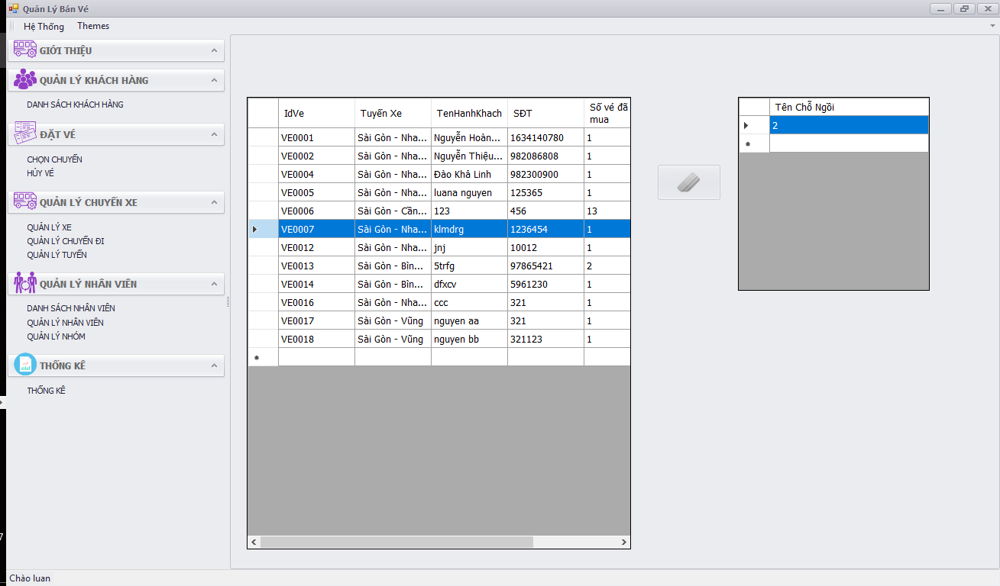 Quản Lý Bán Vé
Hệ Thống Themes
GIỚI THIỆU
QUẢN LÝ KHÁCH HÀNG
DANH SÁCH KHÁCH HÀNG
ĐẶT VÉ
CHỌN CHUYẾN
HỦY VÉ
QUẢN LÝ CHUYẾN XE
QUẢN LÝ XE
QUẢN LÝ CHUYẾN ĐI
QUẢN LÝ TUYẾN
QUẢN LÝ NHÂN VIÊN
DANH SÁCH NHÂN VIÊN
QUẢN LÝ NHÂN VIÊN
QUẢN LÝ NHÓM
THỐNG KÊ
THỐNG KÊ
IdVe Tuyến Xe TenHanhKhach SĐT Số vé đã mua
VE0001 Sài Gòn - Nha... Nguyễn Hoàn... 1634140780 1
VE0002 Sài Gòn - Nha... Nguyễn Thiệu... 982086808 1
VE0004 Sài Gòn - Nha... Đào Khả Linh 982300900 1
VE0005 Sài Gòn - Nha... luana nguyen 125365 1
VE0006 Sài Gòn - Cần... 123 456 13
VE0007 Sài Gòn - Nha... klmdrg 1236454 1
VE0012 Sài Gòn - Nha... jnj 10012 1
VE0013 Sài Gòn - Bìn... 5trfg 97865421 2
VE0014 Sài Gòn - Bìn... dfxcv 5961230 1
VE0016 Sài Gòn - Nha... ccc 321 1
VE0017 Sài Gòn - Vũng nguyen aa 321 1
VE0018 Sài Gòn - Vũng nguyen bb 321123 1
Tên Chỗ Ngồi
2
7
Chào luan